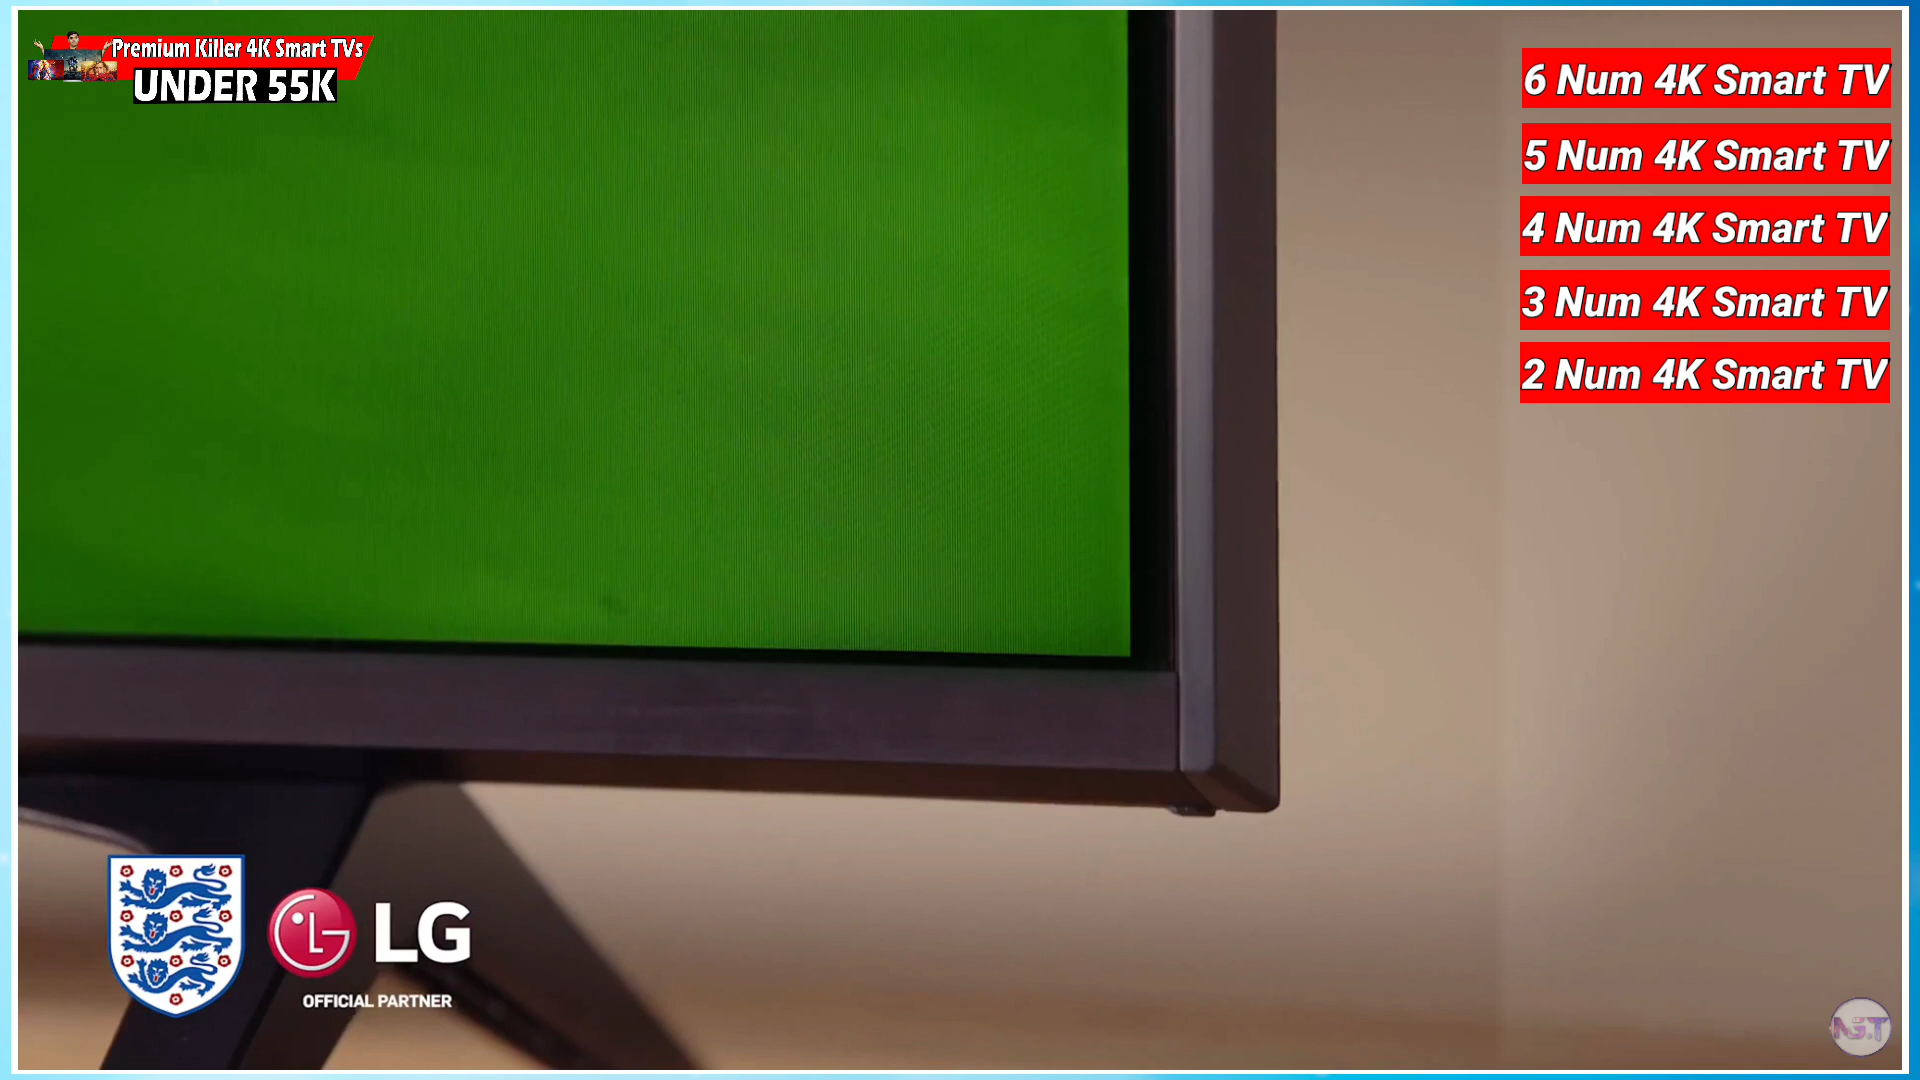 Premium Killer 4K Smart TVs
UNDER 55K
6 Num 4K Smart TV
5 Num 4K Smart TV
4 Num 4K Smart TV
3 Num 4K Smart TV
2 Num 4K Smart TV
LG
OFFICIAL PARTNER
N.G.T